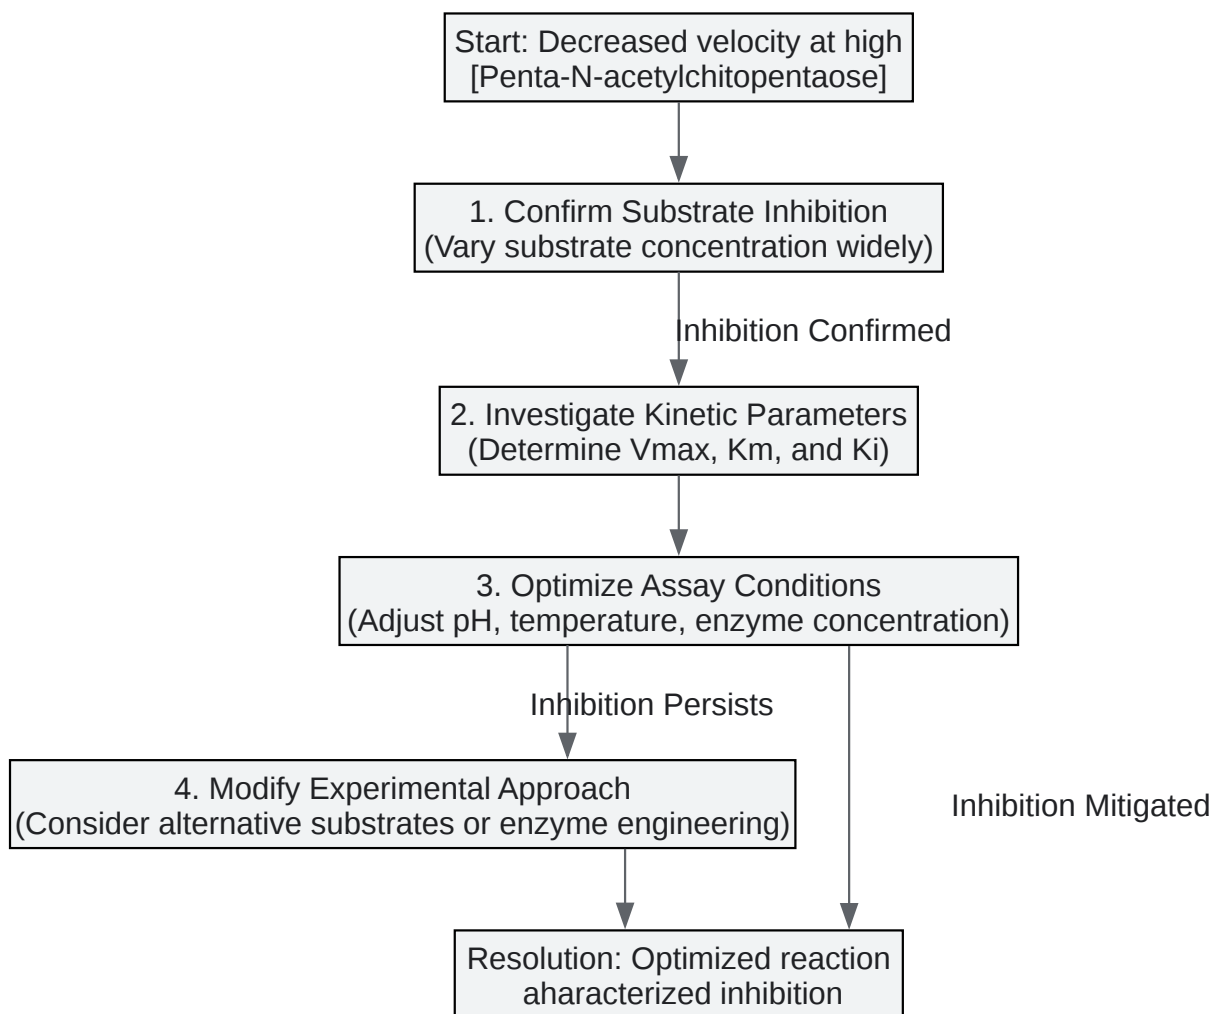 Start: Decreased velocity at high
[Penta-N-acetylchitopentaose]
1. Confirm Substrate Inhibition
(Vary substrate concentration widely)
Inhibition Confirmed
2. Investigate Kinetic Parameters
(Determine Vmax, Km, and Ki)
3. Optimize Assay Conditions
(Adjust pH, temperature, enzyme concentration)
Inhibition Persists
4. Modify Experimental Approach
(Consider alternative substrates or enzyme engineering)
Inhibition Mitigated
Resolution: Optimized reaction
aharacterized inhibition